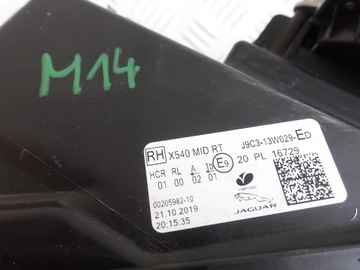 M14
RH X540 MID RT J9C3-13W029-ED
HCR RL A 1B E9 20 PL 16729
01 00 02 01
00205982-10
21.10.2019
20:15:35
JAGUAR